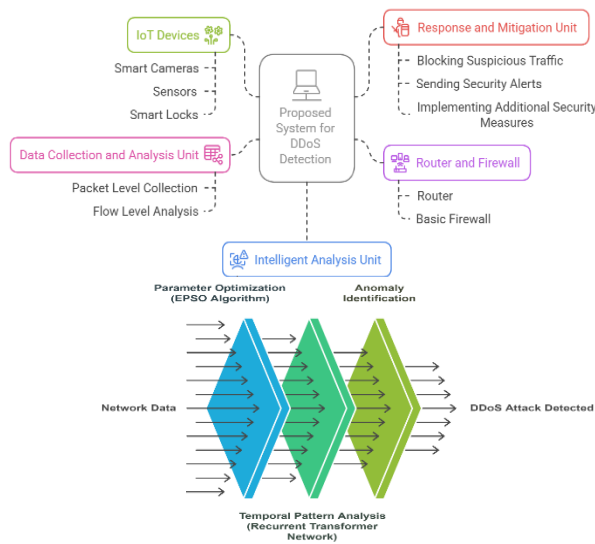 IoT Devices
Smart Cameras
Sensors
Smart Locks
Data Collection and Analysis Unit
Packet Level Collection
Flow Level Analysis
Proposed
System for
DDoS
Detection
Response and Mitigation Unit
Blocking Suspicious Traffic
Sending Security Alerts
Implementing Additional Security
Measures
Router and Firewall
Router
Basic Firewall
Intelligent Analysis Unit
Parameter Optimization
(EPSO Algorithm)
Anomaly
Identification
Network Data
DDoS Attack Detected
Temporal Pattern Analysis
(Recurrent Transformer
Network)